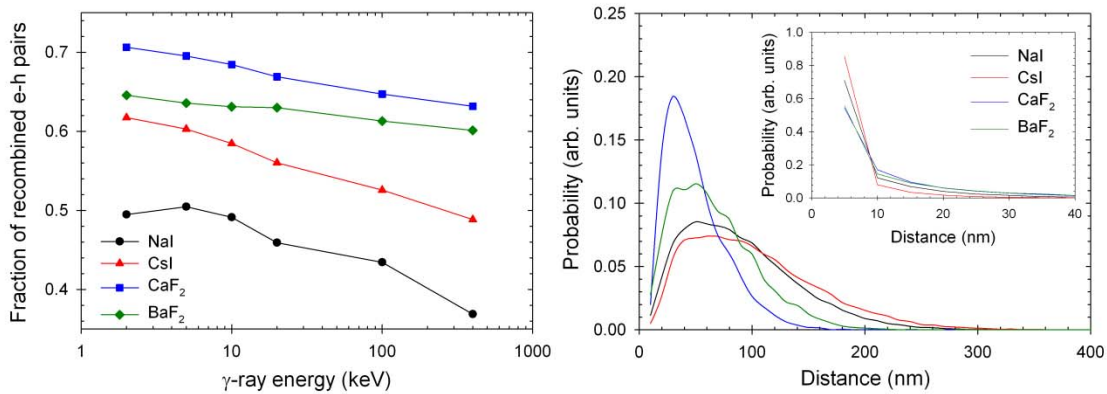 Fraction of recombined e-h pairs
0.7
0.6
0.5
0.4
NaI
CsI
CaF₂
BaF₂
1
10
100
1000
γ-ray energy (keV)
Probability (arb. units)
0.25
0.20
0.15
0.10
0.05
0.00
0
100
200
300
400
Distance (nm)
Probability (arb. units)
1.0
0.8
0.6
0.4
0.2
0.0
0
10
20
30
40
Distance (nm)
NaI
CsI
CaF₂
BaF₂